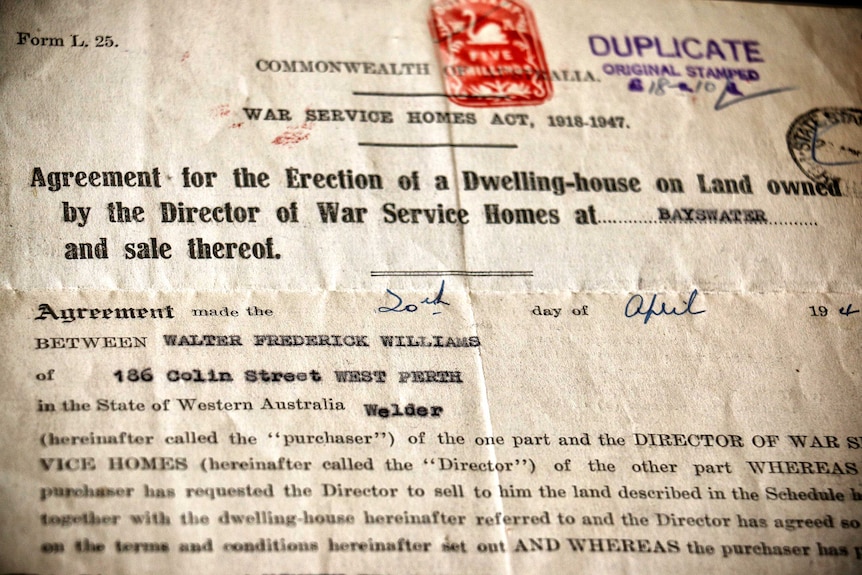 Form L. 25.
FIVE
DUPLICATE
ORIGINAL STAMPED
COMMONWEALTH OF AUSTRALIA.
WAR SERVICE HOMES ACT, 1918-1947.
Agreement for the Erection of a Dwelling-house on Land owned
by the Director of War Service Homes at BAYSWATER
and sale thereof.
Agreement made the 20th day of April 194
BETWEEN WALTER FREDERICK WILLIAMS
of 186 Colin Street WEST PERTH
in the State of Western Australia Welder
(hereinafter called the "purchaser") of the one part and the DIRECTOR OF WAR
VICE HOMES (hereinafter called the "Director") of the other part WHEREAS
purchaser has requested the Director to sell to him the land described in the Schedule
together with the dwelling-house hereinafter referred to and the Director has agreed so
on the terms and conditions hereinafter set out AND WHEREAS the purchaser has